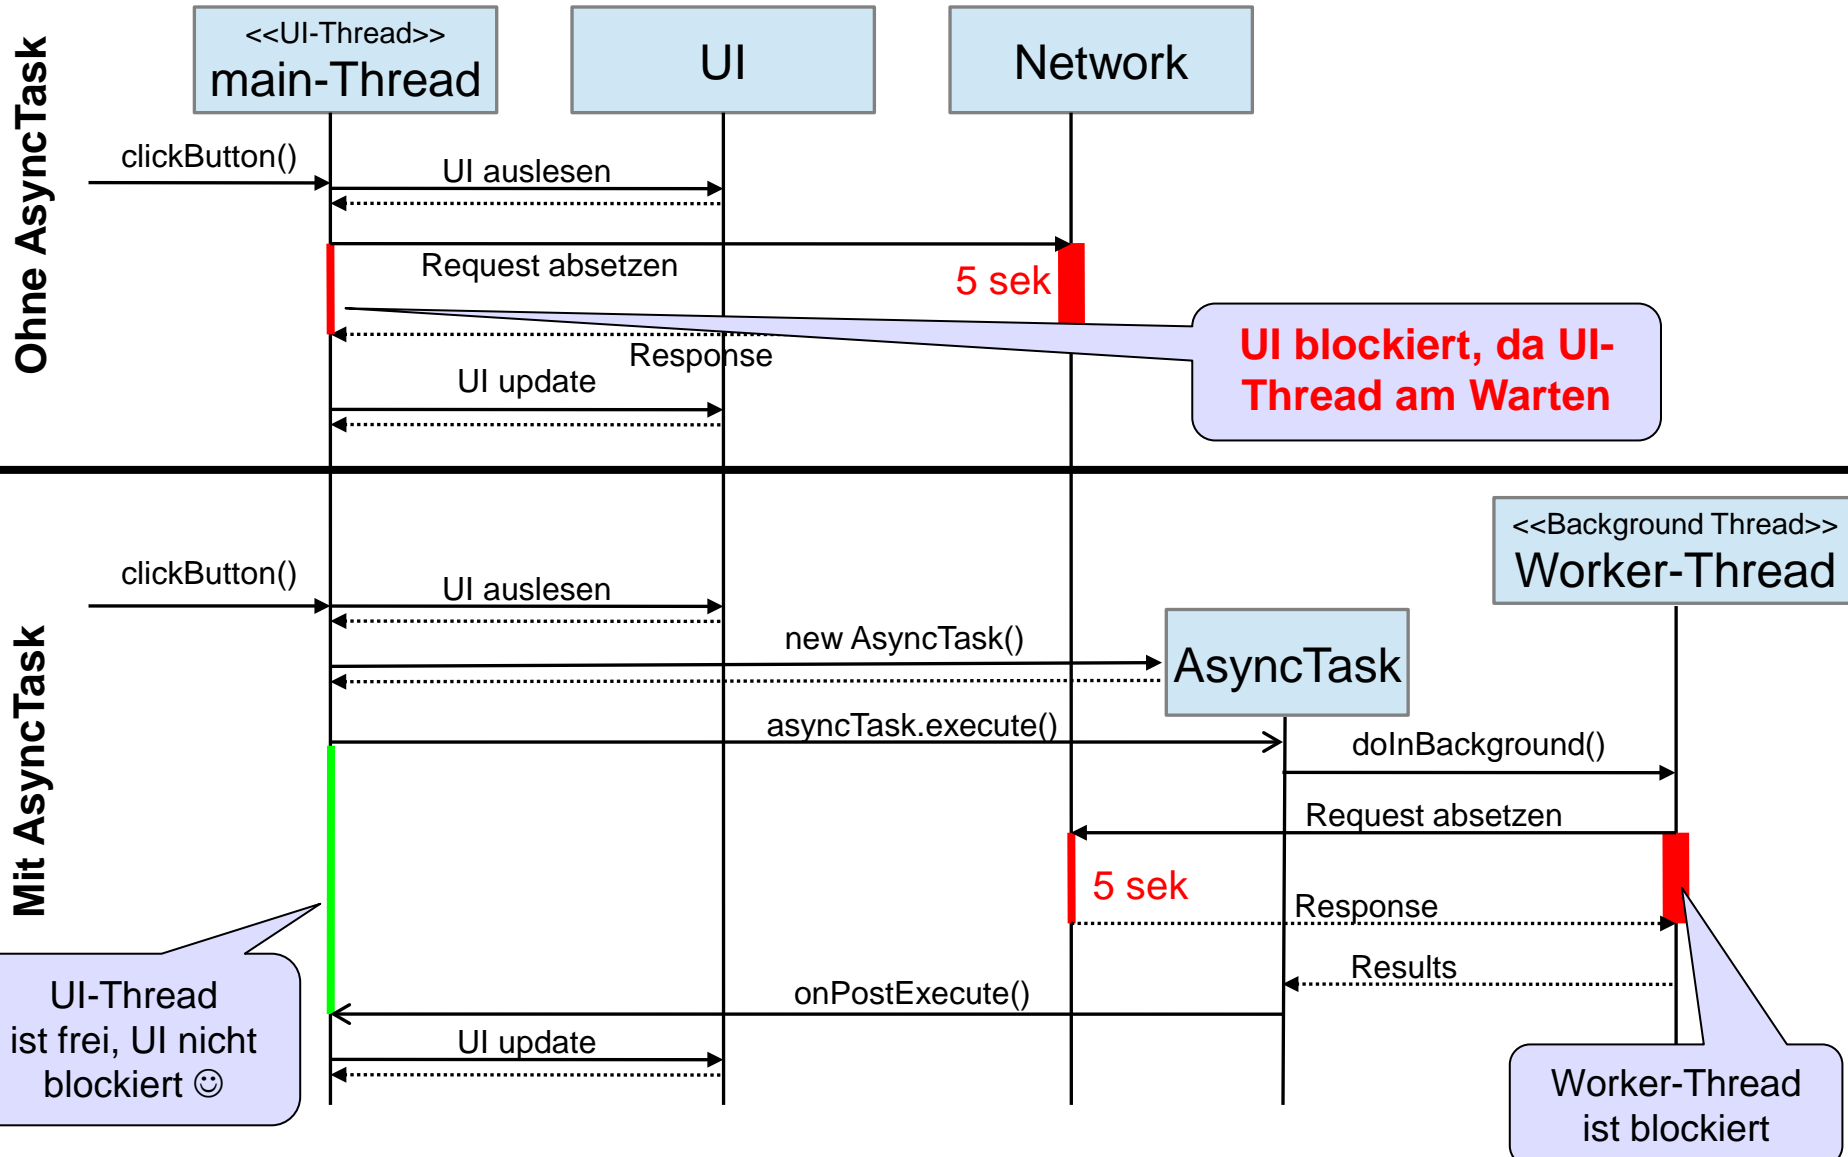 Ohne AsyncTask
<<UI-Thread>>
main-Thread
UI
Network
clickButton()
UI auslesen
Request absetzen
5 sek
UI blockiert, da UI-
Thread am Warten
Response
UI update
Mit AsyncTask
<<Background Thread>>
Worker-Thread
clickButton()
UI auslesen
new AsyncTask()
AsyncTask
asyncTask.execute()
doInBackground()
Request absetzen
5 sek
Response
Results
onPostExecute()
UI-Thread
ist frei, UI nicht
blockiert ☺
UI update
Worker-Thread
ist blockiert